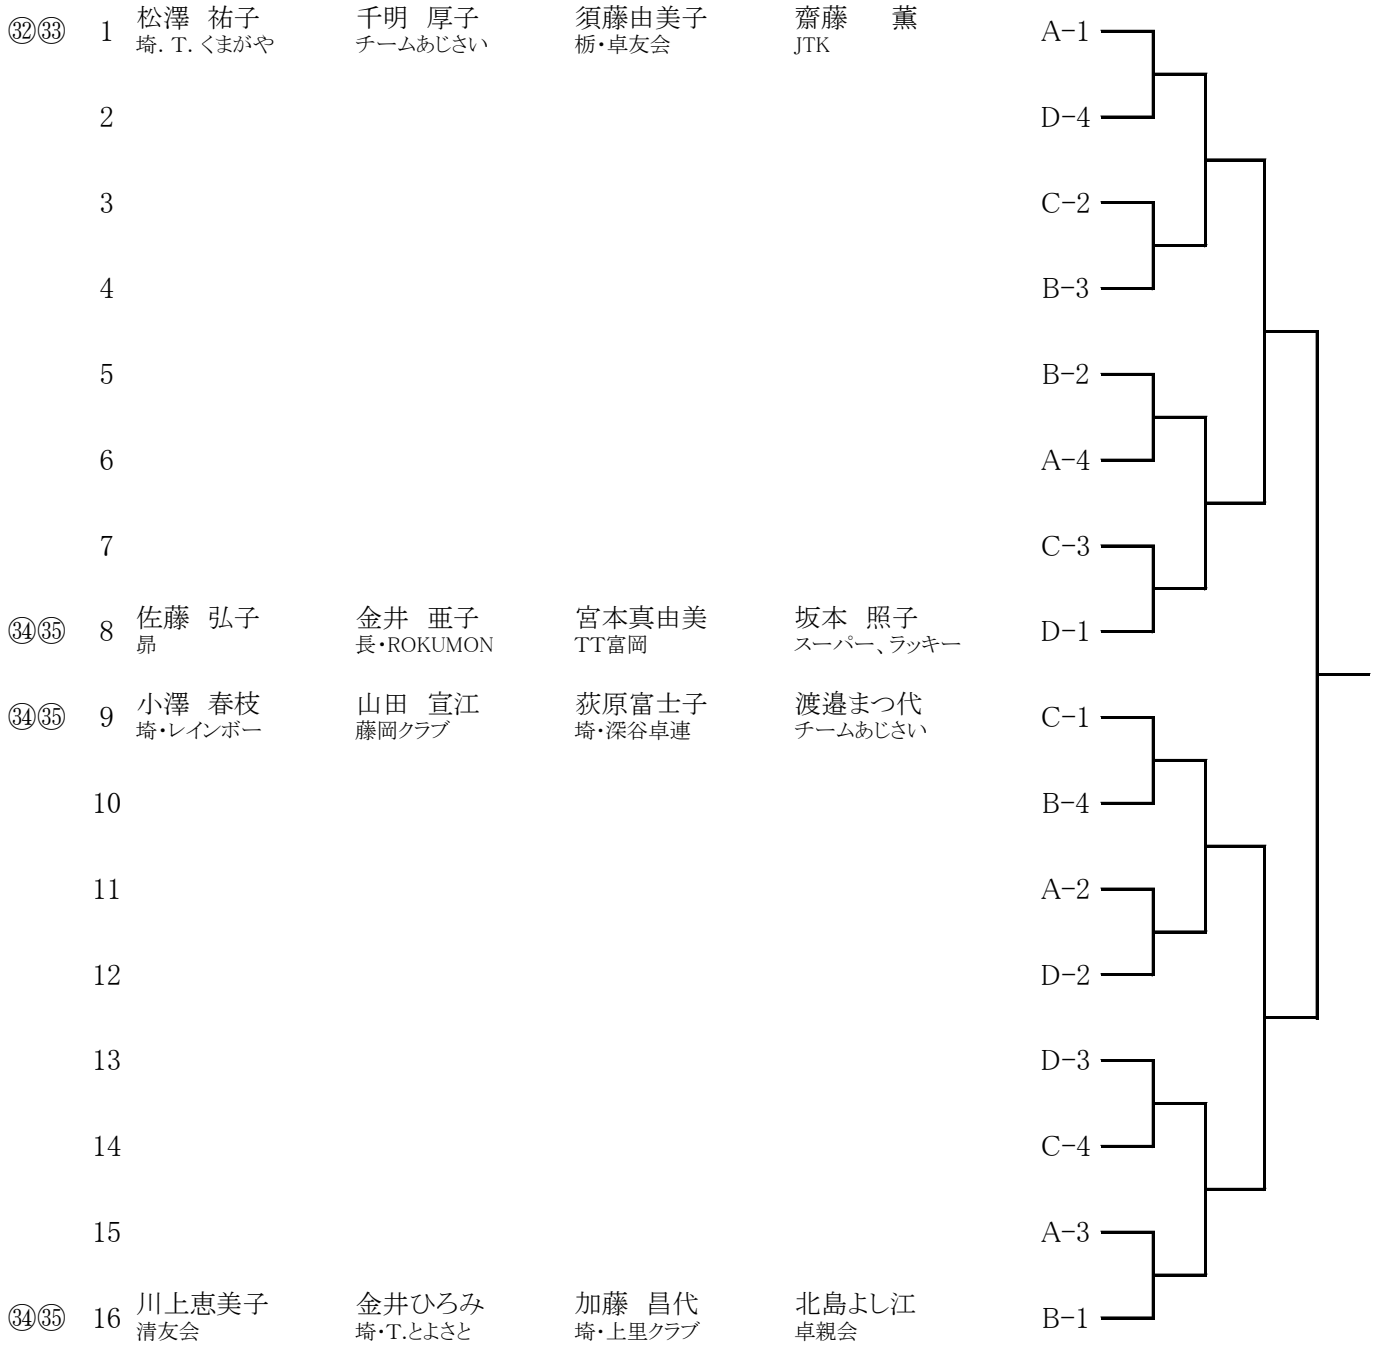 ㉜㉝ 1 松澤 祐子 千明 厚子 須藤由美子 齋藤 薫 A-1
埼.T.くまがや チームあじさい 栃・卓友会 JTK
2 D-4
3 C-2
4 B-3
5 B-2
6 A-4
7 C-3
㉞㉟ 8 佐藤 弘子 金井 亜子 宮本真由美 坂本 照子 D-1
昴 長・ROKUMON TT富岡 スーパー、ラッキー
㉞㉟ 9 小澤 春枝 山田 宣江 荻原富士子 渡邉まつ代 C-1
埼・レインボー 藤岡クラブ 埼・深谷卓連 チームあじさい
10 B-4
11 A-2
12 D-2
13 D-3
14 C-4
15 A-3
㉞㉟ 16 川上恵美子 金井ひろみ 加藤 昌代 北島よし江 B-1
清友会 埼・T.とよさと 埼・上里クラブ 卓親会